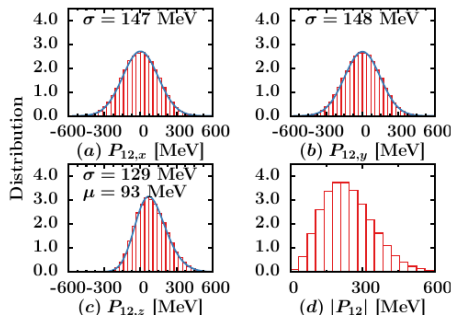 4.0 σ = 147 MeV
3.0
2.0
1.0
0.0
-600 -300 0 300 600
(a) P12,x [MeV]
4.0 σ = 148 MeV
3.0
2.0
1.0
0.0
-600 -300 0 300 600
(b) P12,y [MeV]
Distribution
4.0 σ = 129 MeV
μ = 93 MeV
3.0
2.0
1.0
0.0
-600 -300 0 300 600
(c) P12,z [MeV]
4.0
3.0
2.0
1.0
0.0
0 300 600
(d) |P12| [MeV]